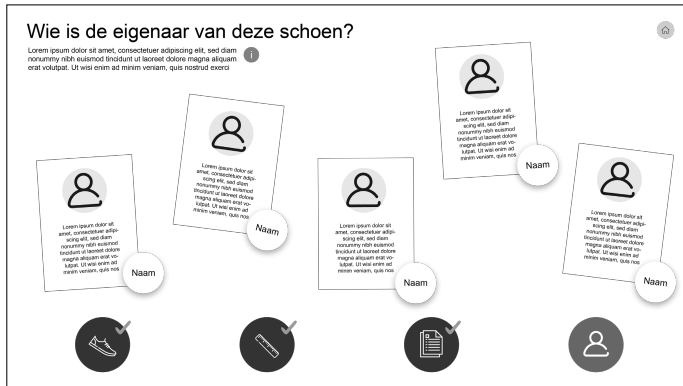 Wie is de eigenaar van deze schoen?
Lorem ipsum dolor sit amet, consectetuer adipiscing elit, sed diam
nonummy nibh euismod tincidunt ut laoreet dolore magna aliquam
erat volutpat. Ut wisi enim ad minim veniam, quis nostrud exerci
i
Lorem ipsum dolor sit
amet, consectetuer adipi-
scing elit, sed diam
nonummy nibh euismod
tincidunt ut laoreet dolore
magna aliquam erat vo-
lutpat. Ut wisi enim ad
minim veniam, quis nos
Naam
Lorem ipsum dolor sit
amet, consectetuer adipi-
scing elit, sed diam
nonummy nibh euismod
tincidunt ut laoreet dolore
magna aliquam erat vo-
lutpat. Ut wisi enim ad
minim veniam, quis nos
Naam
Lorem ipsum dolor sit
amet, consectetuer adipi-
scing elit, sed diam
nonummy nibh euismod
tincidunt ut laoreet dolore
magna aliquam erat vo-
lutpat. Ut wisi enim ad
minim veniam, quis nos
Naam
Lorem ipsum dolor sit
amet, consectetuer adipi-
scing elit, sed diam
nonummy nibh euismod
tincidunt ut laoreet dolore
magna aliquam erat vo-
lutpat. Ut wisi enim ad
minim veniam, quis nos
Naam
Lorem ipsum dolor sit
amet, consectetuer adipi-
scing elit, sed diam
nonummy nibh euismod
tincidunt ut laoreet dolore
magna aliquam erat vo-
lutpat. Ut wisi enim ad
minim veniam, quis nos
Naam